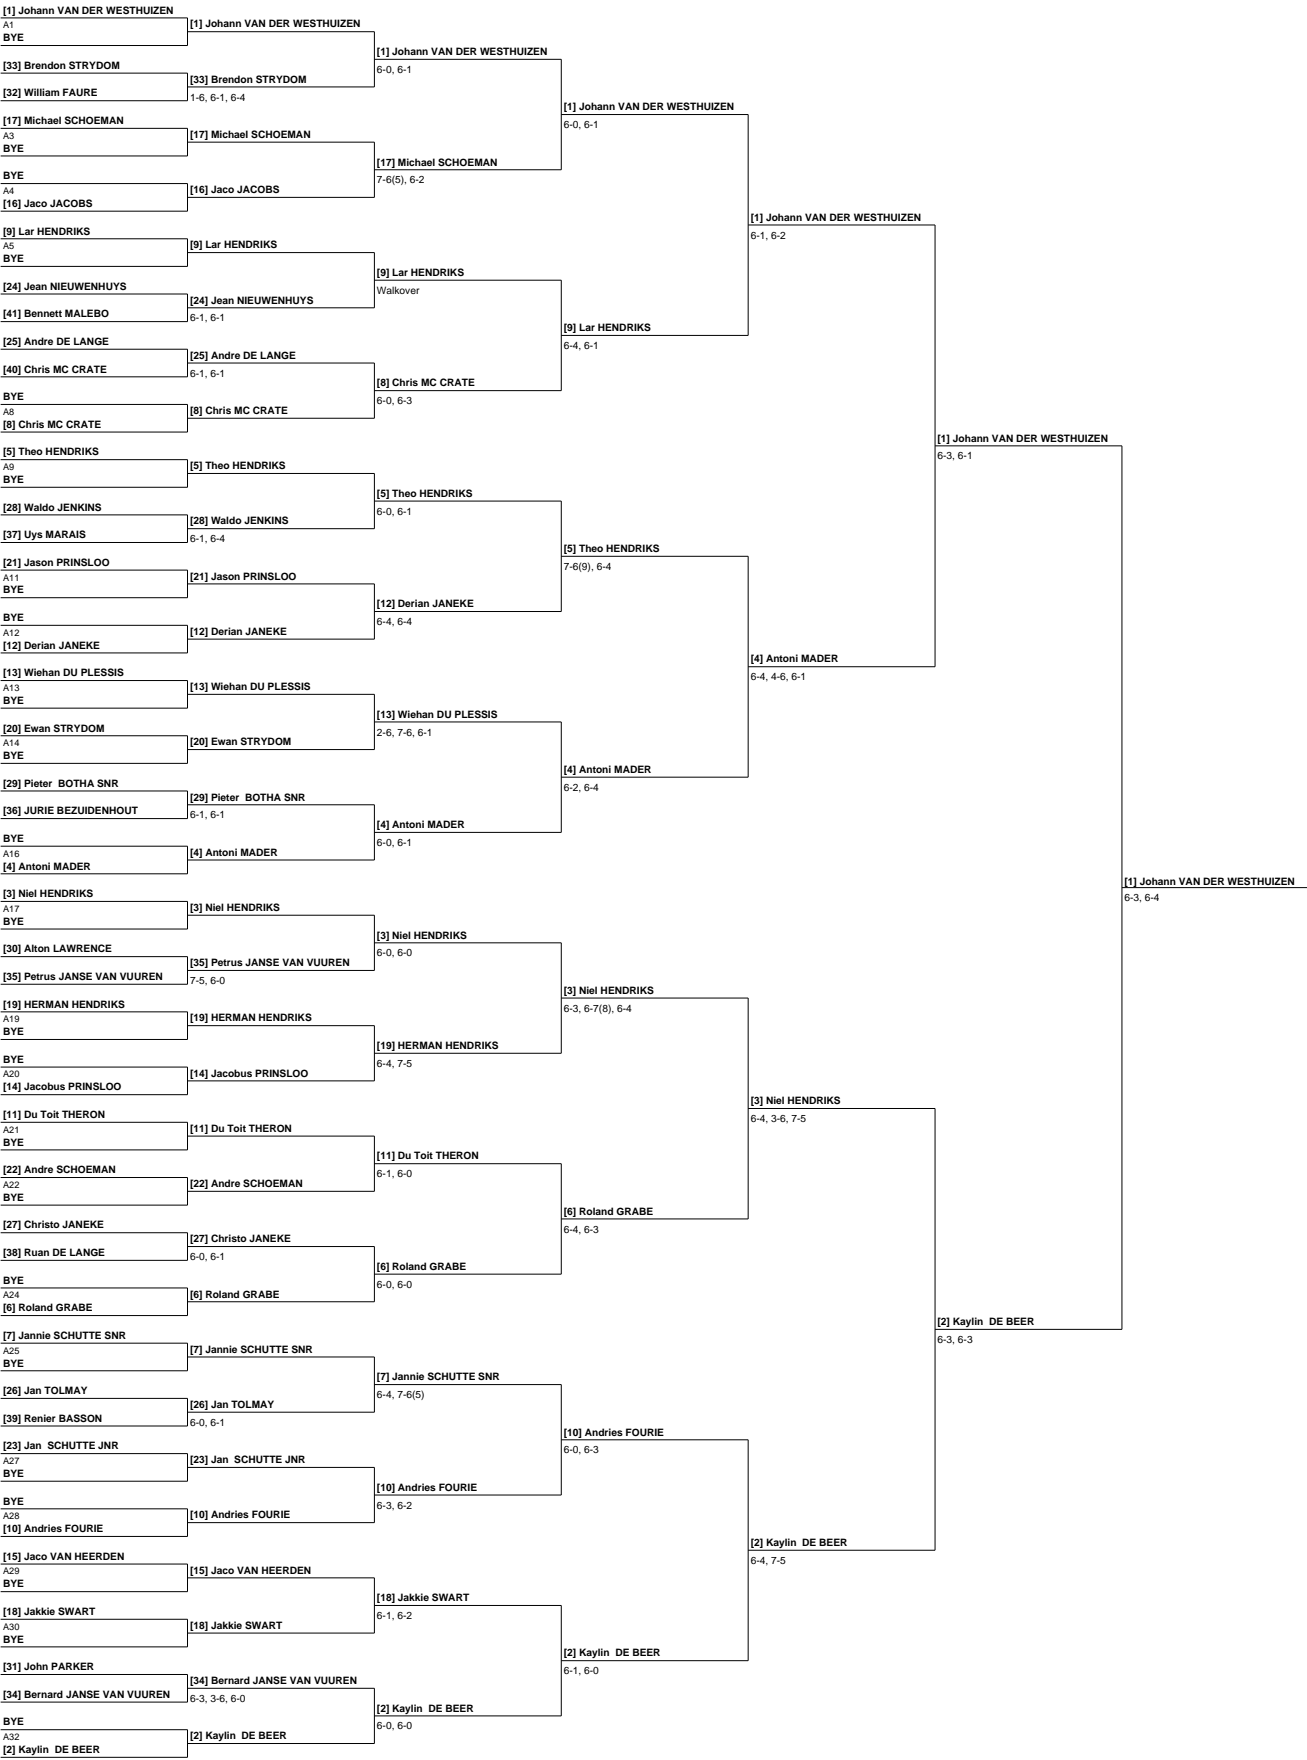 [1] Johann VAN DER WESTHUIZEN
A1
BYE
[33] Brendon STRYDOM
[32] William FAURE
[17] Michael SCHOEMAN
A3
BYE
BYE
A4
[16] Jaco JACOBS
[9] Lar HENDRIKS
A5
BYE
[24] Jean NIEUWENHUYS
[41] Bennett MALEBO
[25] Andre DE LANGE
[40] Chris MC CRATE
BYE
A8
[8] Chris MC CRATE
[5] Theo HENDRIKS
A9
BYE
[28] Waldo JENKINS
[37] Uys MARAIS
[21] Jason PRINSLOO
A11
BYE
BYE
A12
[12] Derian JANEKE
[13] Wiehan DU PLESSIS
A13
BYE
[20] Ewan STRYDOM
A14
BYE
[29] Pieter  BOTHA SNR
[36] JURIE BEZUIDENHOUT
BYE
A16
[4] Antoni MADER
[3] Niel HENDRIKS
A17
BYE
[30] Alton LAWRENCE
[35] Petrus JANSE VAN VUUREN
[19] HERMAN HENDRIKS
A19
BYE
BYE
A20
[14] Jacobus PRINSLOO
[11] Du Toit THERON
A21
BYE
[22] Andre SCHOEMAN
A22
BYE
[27] Christo JANEKE
[38] Ruan DE LANGE
BYE
A24
[6] Roland GRABE
[7] Jannie SCHUTTE SNR
A25
BYE
[26] Jan TOLMAY
[39] Renier BASSON
[23] Jan  SCHUTTE JNR
A27
BYE
BYE
A28
[10] Andries FOURIE
[15] Jaco VAN HEERDEN
A29
BYE
[18] Jakkie SWART
A30
BYE
[31] John PARKER
[34] Bernard JANSE VAN VUUREN
BYE
A32
[2] Kaylin  DE BEER
[1] Johann VAN DER WESTHUIZEN
[33] Brendon STRYDOM
1-6, 6-1, 6-4
[17] Michael SCHOEMAN
[16] Jaco JACOBS
[9] Lar HENDRIKS
[24] Jean NIEUWENHUYS
6-1, 6-1
[25] Andre DE LANGE
6-1, 6-1
[8] Chris MC CRATE
[5] Theo HENDRIKS
[28] Waldo JENKINS
6-1, 6-4
[21] Jason PRINSLOO
[12] Derian JANEKE
[13] Wiehan DU PLESSIS
[20] Ewan STRYDOM
[29] Pieter  BOTHA SNR
6-1, 6-1
[4] Antoni MADER
[3] Niel HENDRIKS
[35] Petrus JANSE VAN VUUREN
7-5, 6-0
[19] HERMAN HENDRIKS
[14] Jacobus PRINSLOO
[11] Du Toit THERON
[22] Andre SCHOEMAN
[27] Christo JANEKE
6-0, 6-1
[6] Roland GRABE
[7] Jannie SCHUTTE SNR
[26] Jan TOLMAY
6-0, 6-1
[23] Jan  SCHUTTE JNR
[10] Andries FOURIE
[15] Jaco VAN HEERDEN
[18] Jakkie SWART
[34] Bernard JANSE VAN VUUREN
6-3, 3-6, 6-0
[2] Kaylin  DE BEER
[1] Johann VAN DER WESTHUIZEN
6-0, 6-1
[17] Michael SCHOEMAN
7-6(5), 6-2
[9] Lar HENDRIKS
Walkover
[8] Chris MC CRATE
6-0, 6-3
[5] Theo HENDRIKS
6-0, 6-1
[12] Derian JANEKE
6-4, 6-4
[13] Wiehan DU PLESSIS
2-6, 7-6, 6-1
[4] Antoni MADER
6-0, 6-1
[3] Niel HENDRIKS
6-0, 6-0
[19] HERMAN HENDRIKS
6-4, 7-5
[11] Du Toit THERON
6-1, 6-0
[6] Roland GRABE
6-0, 6-0
[7] Jannie SCHUTTE SNR
6-4, 7-6(5)
[10] Andries FOURIE
6-3, 6-2
[18] Jakkie SWART
6-1, 6-2
[2] Kaylin  DE BEER
6-0, 6-0
[1] Johann VAN DER WESTHUIZEN
6-0, 6-1
[9] Lar HENDRIKS
6-4, 6-1
[5] Theo HENDRIKS
7-6(9), 6-4
[4] Antoni MADER
6-2, 6-4
[3] Niel HENDRIKS
6-3, 6-7(8), 6-4
[6] Roland GRABE
6-4, 6-3
[10] Andries FOURIE
6-0, 6-3
[2] Kaylin  DE BEER
6-1, 6-0
[1] Johann VAN DER WESTHUIZEN
6-1, 6-2
[4] Antoni MADER
6-4, 4-6, 6-1
[3] Niel HENDRIKS
6-4, 3-6, 7-5
[2] Kaylin  DE BEER
6-4, 7-5
[1] Johann VAN DER WESTHUIZEN
6-3, 6-1
[2] Kaylin  DE BEER
6-3, 6-3
[1] Johann VAN DER WESTHUIZEN
6-3, 6-4